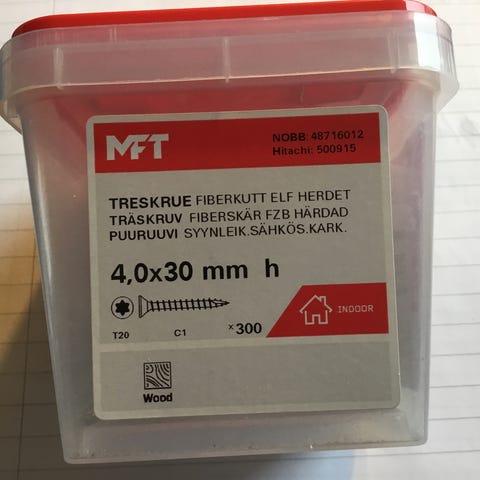 MFT
NOBB: 48716012
Hitachi: 500915
TRESKRUE FIBERKUTT ELF HERDET
TRÄSKRUV FIBERSKÄR FZB HÄRDAD
PUURUUVI SYYNLEIK.SÄHKÖS.KARK.
4,0x30 mm h
T20 C1 x300
INDOOR
Wood